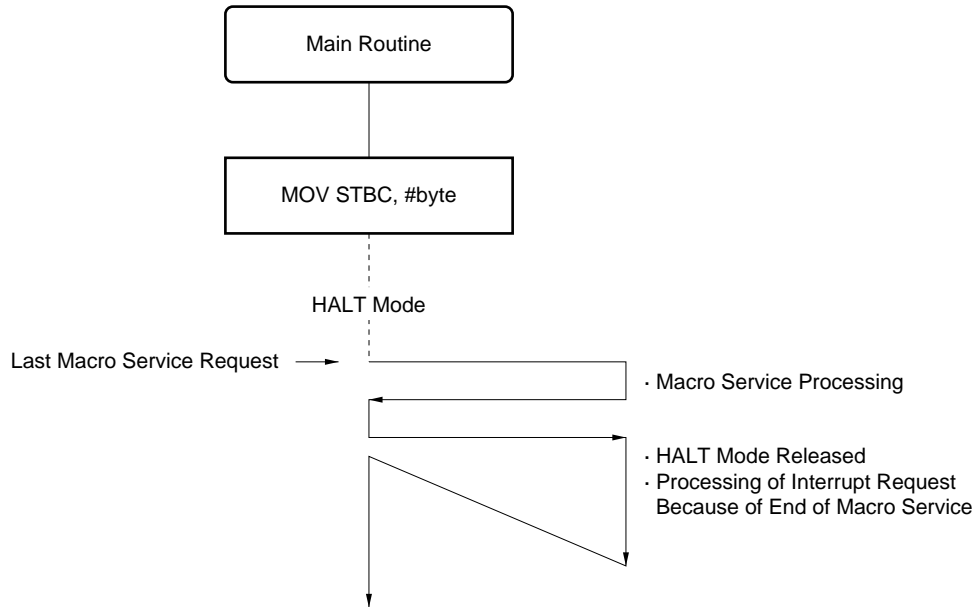 Main Routine
MOV STBC, #byte
HALT Mode
Last Macro Service Request
· Macro Service Processing
· HALT Mode Released
· Processing of Interrupt Request
Because of End of Macro Service